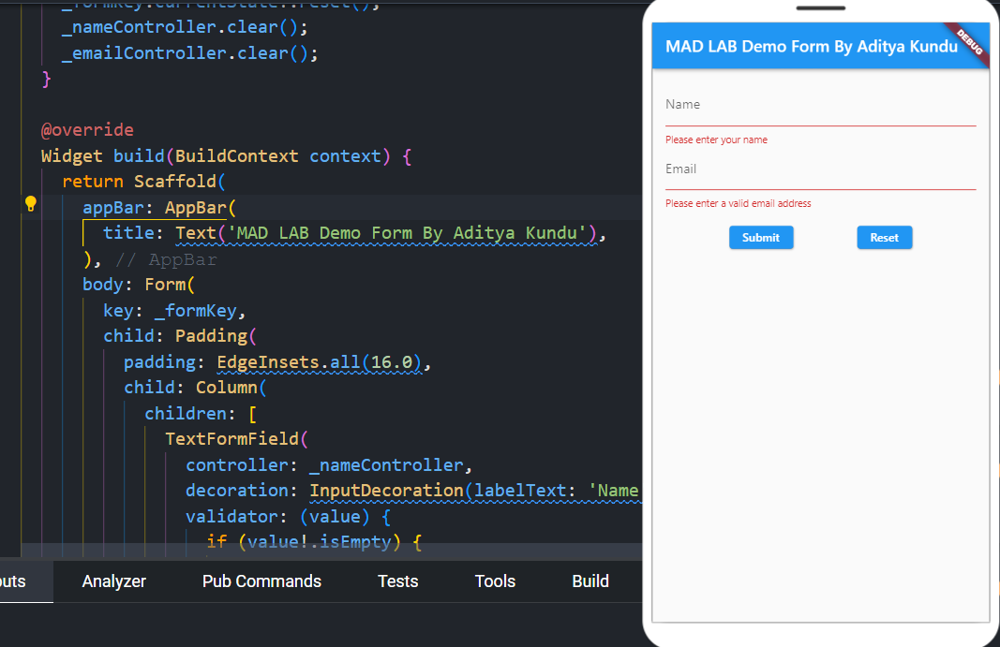 _formKey.currentState!.reset();
_nameController.clear();
_emailController.clear();
}
@override
Widget build(BuildContext context) {
return Scaffold(
appBar: AppBar(
title: Text('MAD LAB Demo Form By Aditya Kundu'),
), // AppBar
body: Form(
key: _formKey,
child: Padding(
padding: EdgeInsets.all(16.0),
child: Column(
children: [
TextFormField(
controller: _nameController,
decoration: InputDecoration(labelText: 'Name
validator: (value) {
if (value!.isEmpty) {
puts Analyzer Pub Commands Tests Tools Build
MAD LAB Demo Form By Aditya Kundu
DEBUG
Name
Please enter your name
Email
Please enter a valid email address
Submit Reset